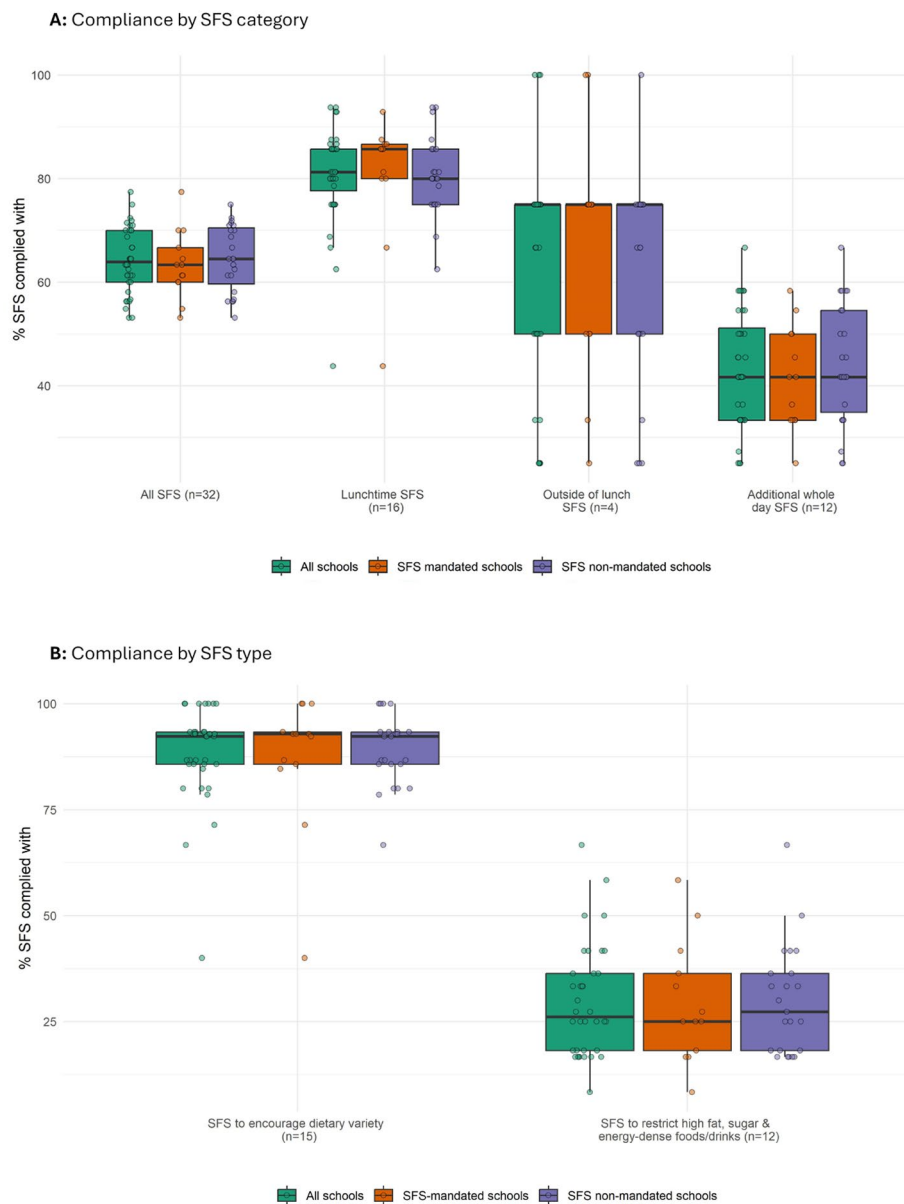 A: Compliance by SFS category
100
80
60
40
% SFS complied with
All SFS (n=32)
Lunchtime SFS
(n=16)
Outside of lunch
SFS (n=4)
Additional whole
day SFS (n=12)
All schools
SFS mandated schools
SFS non-mandated schools
B: Compliance by SFS type
100
75
50
25
% SFS complied with
SFS to encourage dietary variety
(n=15)
SFS to restrict high fat, sugar &
energy-dense foods/drinks (n=12)
All schools
SFS-mandated schools
SFS non-mandated schools